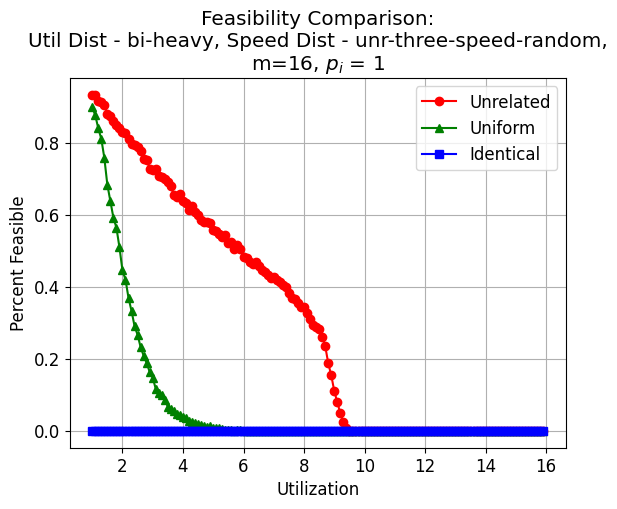 Feasibility Comparison:
Util Dist - bi-heavy, Speed Dist - unr-three-speed-random,
m=16, $p_i$ = 1
Unrelated
Uniform
Identical
Percent Feasible
0.8
0.6
0.4
0.2
0.0
2 4 6 8 10 12 14 16
Utilization